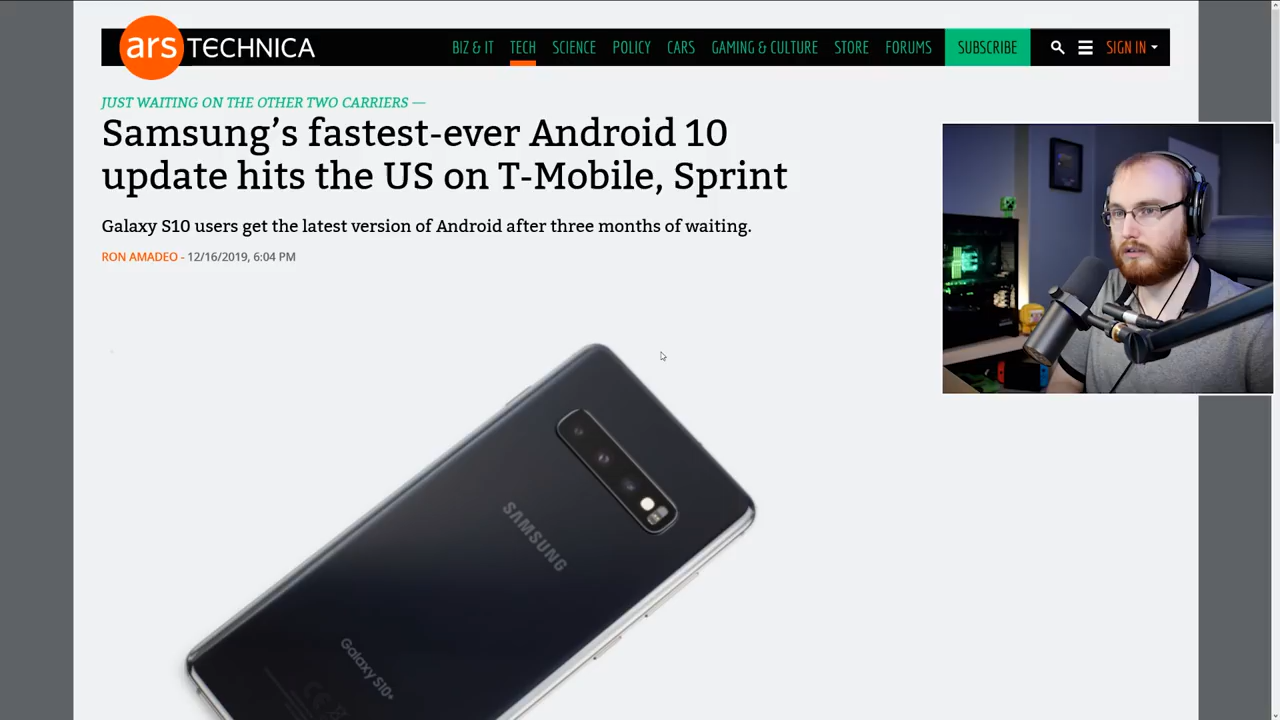 ars TECHNICA
BIZ & IT TECH SCIENCE POLICY CARS GAMING & CULTURE STORE FORUMS SUBSCRIBE SIGN IN
JUST WAITING ON THE OTHER TWO CARRIERS —
Samsung's fastest-ever Android 10
update hits the US on T-Mobile, Sprint
Galaxy S10 users get the latest version of Android after three months of waiting.
RON AMADEO - 12/16/2019, 6:04 PM
SAMSUNG
Galaxy S10+